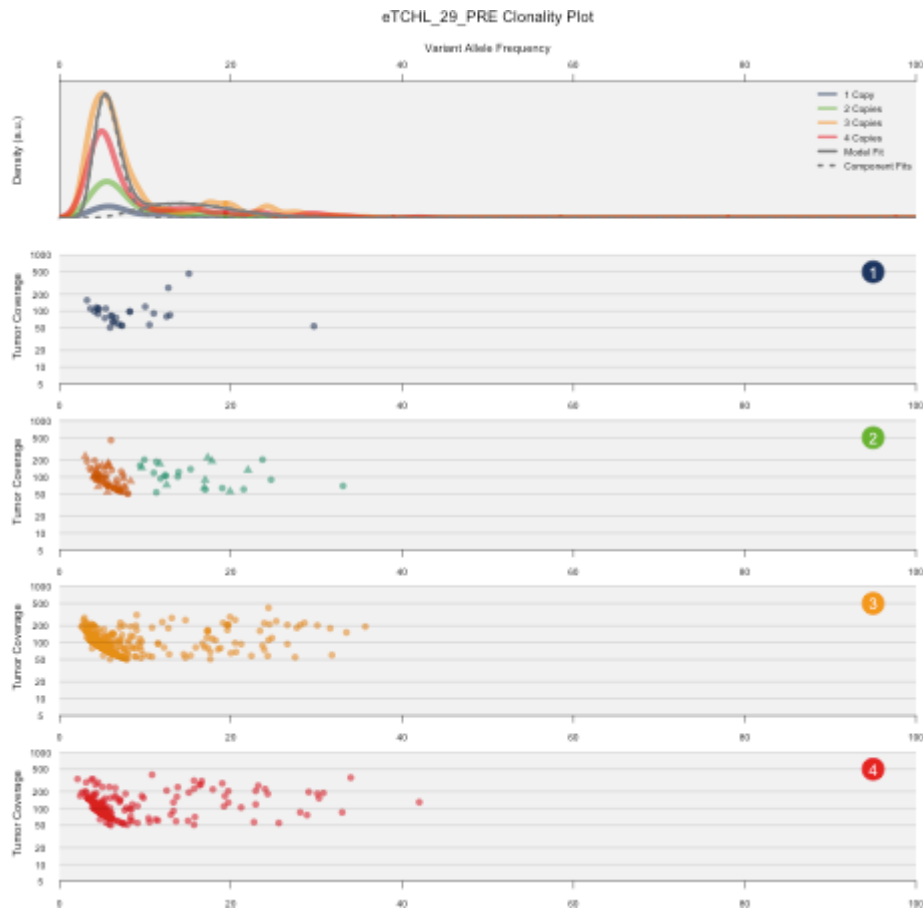 eTCHL_29_PRE Clonality Plot
Variant Allele Frequency
0 20 40 60 80 100
Density (a.u.)
1 Copy
2 Copies
3 Copies
4 Copies
Model Fit
Component Fits
Tumor Coverage
1000
500
200
100
50
20
10
5
1
0 20 40 60 80 100
Tumor Coverage
1000
500
200
100
50
20
10
5
2
0 20 40 60 80 100
Tumor Coverage
1000
500
200
100
50
20
10
5
3
0 20 40 60 80 100
Tumor Coverage
1000
500
200
100
50
20
10
5
4
0 20 40 60 80 100